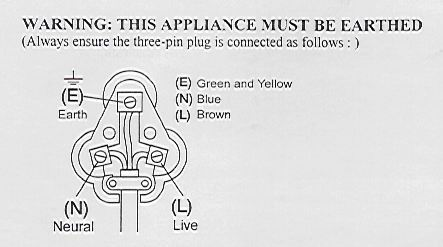 WARNING: THIS APPLIANCE MUST BE EARTHED
(Always ensure the three-pin plug is connected as follows : )
(E) Green and Yellow
(N) Blue
(L) Brown
(E)
Earth
(N)
Neural
(L)
Live